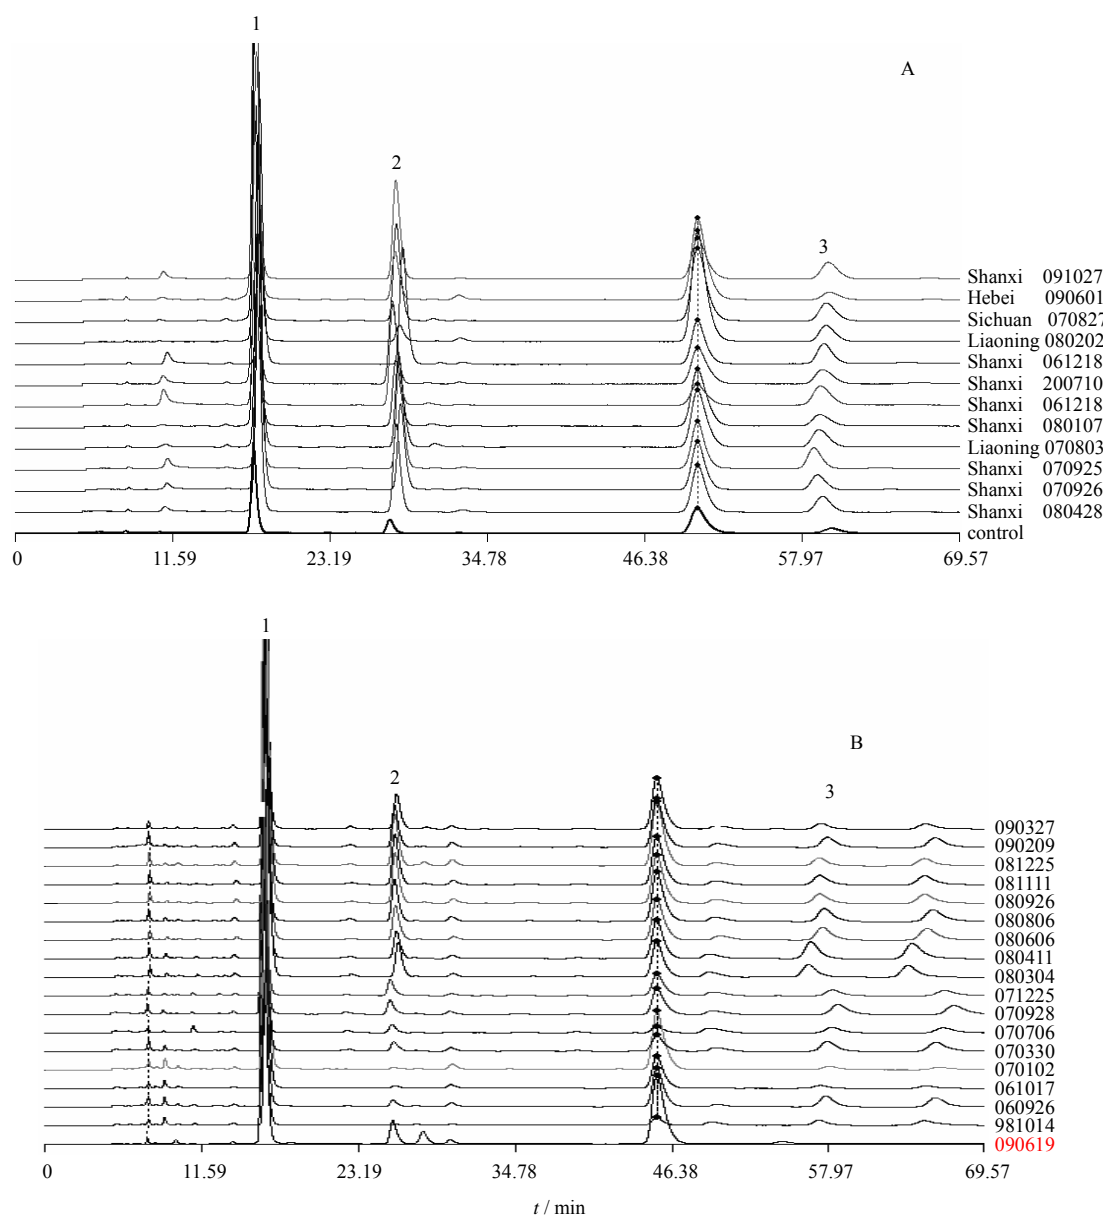 1
A
2
3
Shanxi 091027
Hebei 090601
Sichuan 070827
Liaoning 080202
Shanxi 061218
Shanxi 200710
Shanxi 061218
Shanxi 080107
Liaoning 070803
Shanxi 070925
Shanxi 070926
Shanxi 080428
control
0 11.59 23.19 34.78 46.38 57.97 69.57
1
B
2
3
090327
090209
081225
081111
080926
080806
080606
080411
080304
071225
070928
070706
070330
070102
061017
060926
981014
090619
0 11.59 23.19 34.78 46.38 57.97 69.57
t / min